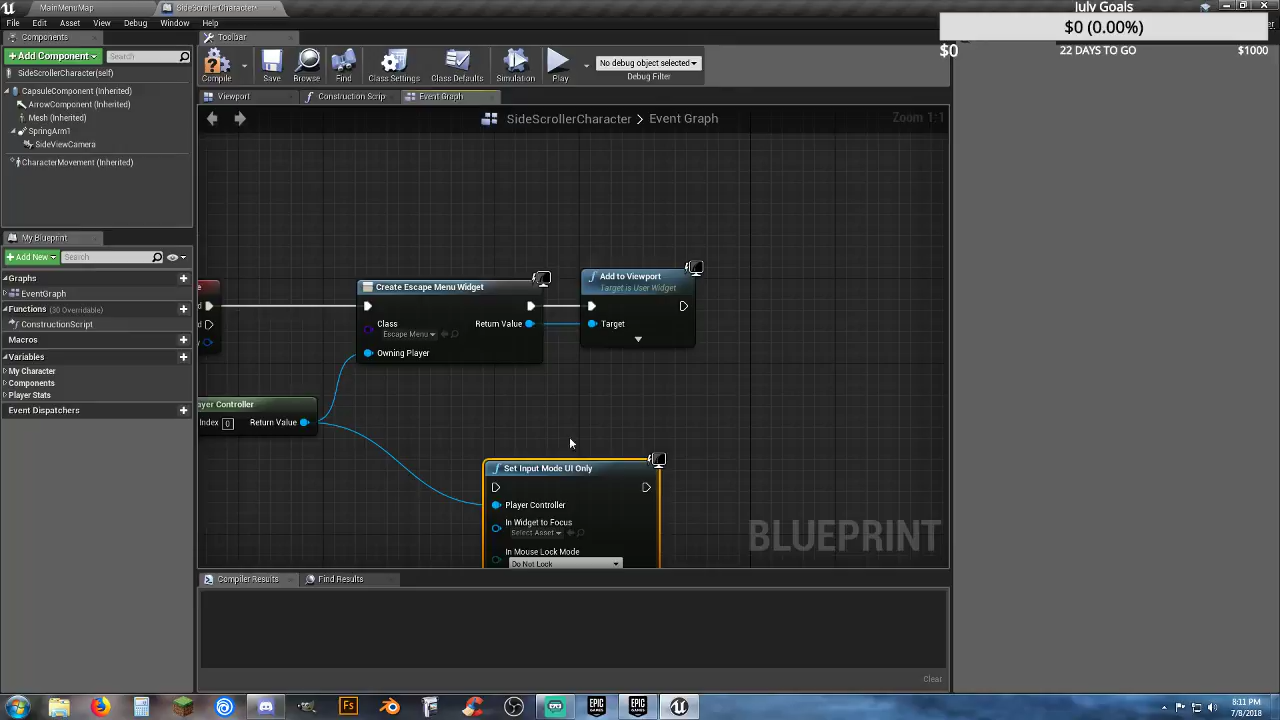 MainMenuMap
SideScrollerCharacter
July Goals
$0 (0.00%)
$0
22 DAYS TO GO
$1000
File Edit Asset View Debug Window Help
Components
Toolbar
Add Component
Search
Compile
Save
Browse
Find
Class Settings
Class Defaults
Simulation
Play
No debug object selected
Debug Filter
SideScrollerCharacter(self)
CapsuleComponent (Inherited)
ArrowComponent (Inherited)
Mesh (Inherited)
SpringArm1
SideViewCamera
CharacterMovement (Inherited)
Viewport
Construction Scrip
Event Graph
SideScrollerCharacter > Event Graph
Zoom 1:1
My Blueprint
Add New
Search
Graphs
EventGraph
Functions (30 Overridable)
ConstructionScript
Macros
Variables
My Character
Components
Player Stats
Event Dispatchers
Create Escape Menu Widget
Class
Escape Menu
Return Value
Owning Player
Add to Viewport
Target is User Widget
Target
ayer Controller
Index 0
Return Value
Set Input Mode UI Only
Player Controller
In Widget to Focus
Select Asset
In Mouse Lock Mode
Do Not Lock
BLUEPRINT
Compiler Results
Find Results
Clear
Fs
EPIC GAMES
EPIC GAMES
8:11 PM
7/8/2018